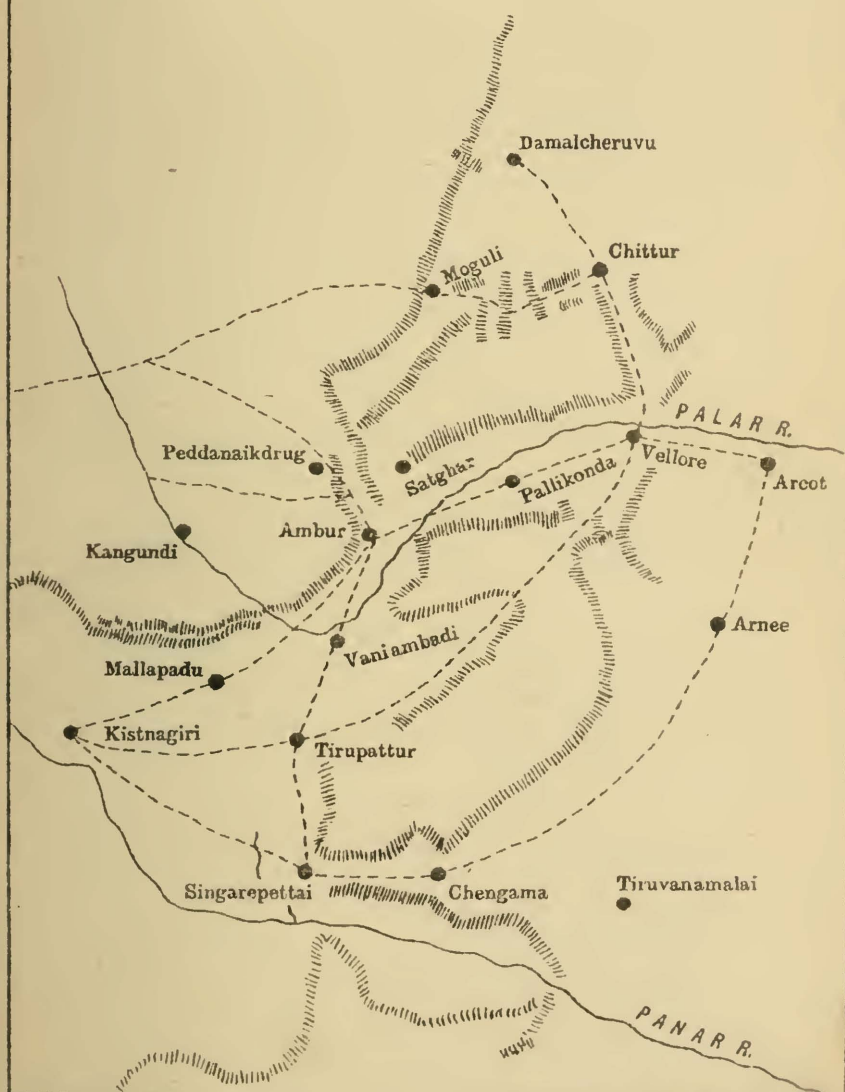 Damalcheruvu
Chittur
Moguli
PALAR R.
Peddanaikdrug
Satghar
Pallikonda
Vellore
Arcot
Ambur
Kangundi
Arnee
Vaniambadi
Mallapadu
Kistnagiri
Tirupattur
Singarepettai
Chengama
Tiruvanamalai
PANAR R.